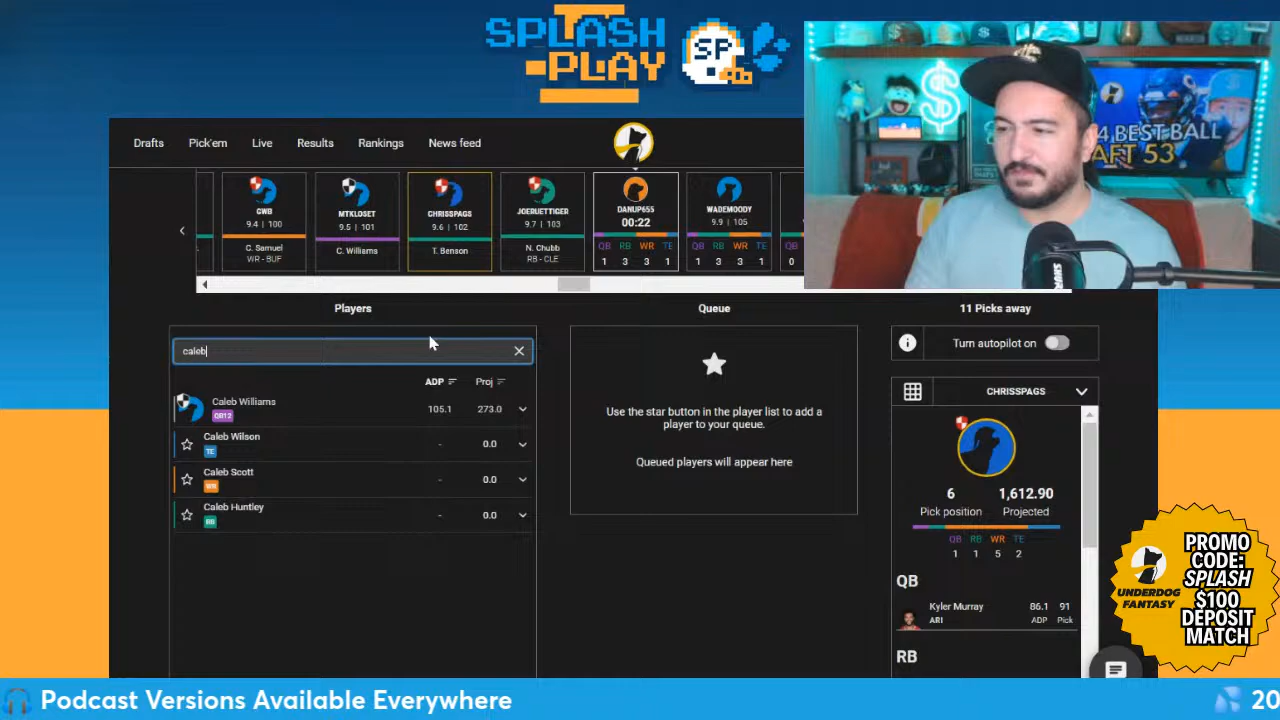 SPLASH
PLAY
SP
4 BEST BALL
AFT 53
Drafts Pick'em Live Results Rankings News feed
GWB
9.4 | 100
C. Samuel
WR - BUF
MTKLOSET
9.5 | 101
C. Williams
CHRISSPAGS
9.6 | 102
T. Benson
JOERUETTIGER
9.7 | 103
N. Chubb
RB - CLE
DANUP655
00:22
QB RB WR TE
1 3 3 1
WADEMOODY
9.9 | 105
QB RB WR TE
1 3 3 1
Players
caleb
ADP Proj
Caleb Williams
QB12
105.1 273.0
Caleb Wilson
TE
- 0.0
Caleb Scott
WR
- 0.0
Caleb Huntley
RB
- 0.0
Queue
Use the star button in the player list to add a
player to your queue.
Queued players will appear here
11 Picks away
Turn autopilot on
CHRISSPAGS
6 1,612.90
Pick position Projected
QB RB WR TE
1 1 5 2
QB
Kyler Murray 86.1 91
ARI ADP Pick
RB
UNDERDOG
FANTASY
PROMO
CODE:
SPLASH
$100
DEPOSIT
MATCH
Podcast Versions Available Everywhere
20